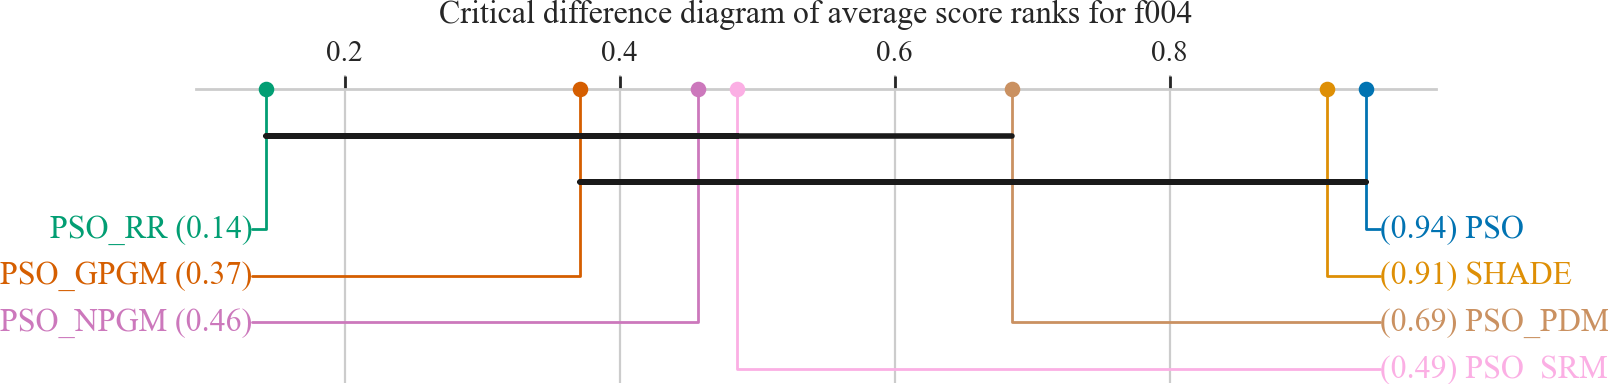 Critical difference diagram of average score ranks for f004
0.2 0.4 0.6 0.8
PSO_RR (0.14) (0.94) PSO
PSO_GPGM (0.37) (0.91) SHADE
PSO_NPGM (0.46) (0.69) PSO_PDM
(0.49) PSO_SRM